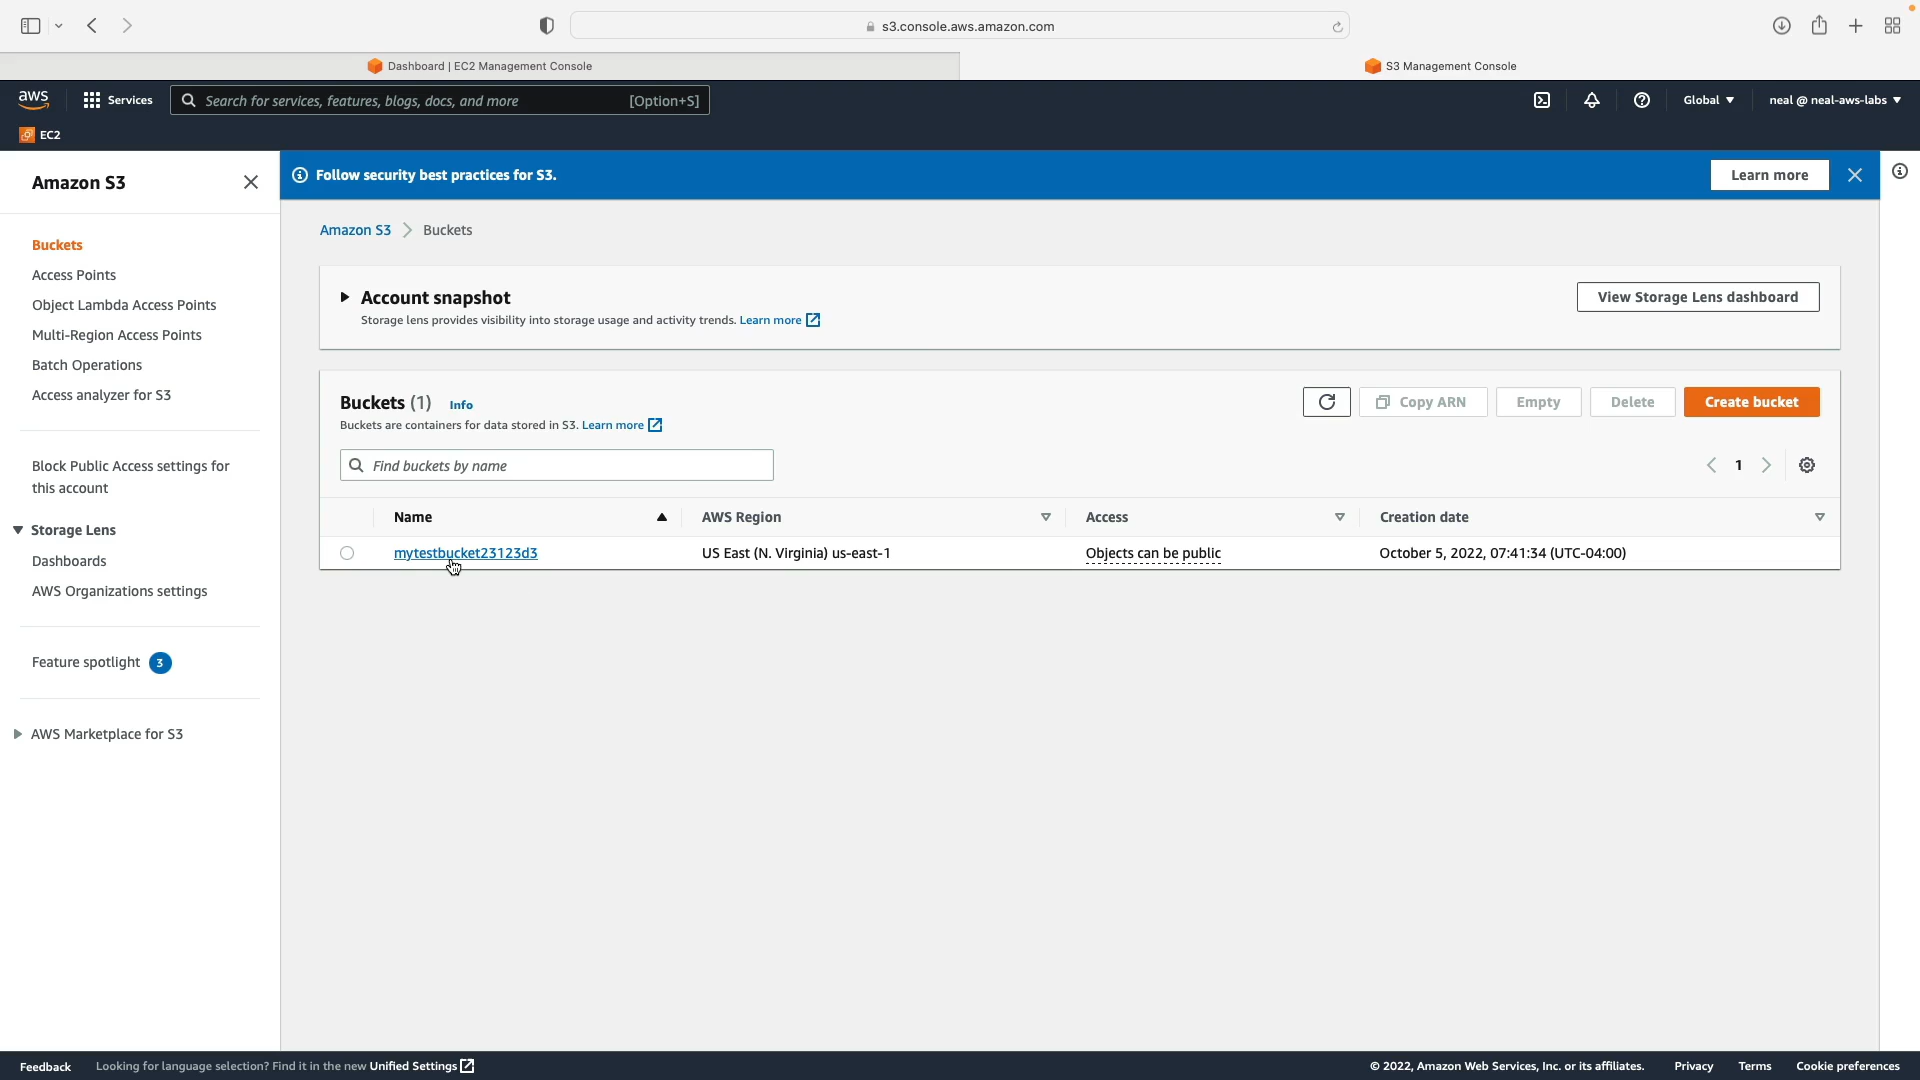 s3.console.aws.amazon.com
Dashboard | EC2 Management Console
S3 Management Console
aws
Services
Search for services, features, blogs, docs, and more
[Option+S]
Global
neal @ neal-aws-labs
EC2
Amazon S3
Follow security best practices for S3.
Learn more
Amazon S3
Buckets
Buckets
Access Points
Object Lambda Access Points
Multi-Region Access Points
Batch Operations
Access analyzer for S3
Block Public Access settings for
this account
Storage Lens
Dashboards
AWS Organizations settings
Feature spotlight 3
AWS Marketplace for S3
Account snapshot
View Storage Lens dashboard
Storage lens provides visibility into storage usage and activity trends. Learn more
Buckets (1) Info
Copy ARN
Empty
Delete
Create bucket
Buckets are containers for data stored in S3. Learn more
Find buckets by name
1
Name
AWS Region
Access
Creation date
mytestbucket23123d3
US East (N. Virginia) us-east-1
Objects can be public
October 5, 2022, 07:41:34 (UTC-04:00)
Feedback
Looking for language selection? Find it in the new Unified Settings
© 2022, Amazon Web Services, Inc. or its affiliates.
Privacy
Terms
Cookie preferences